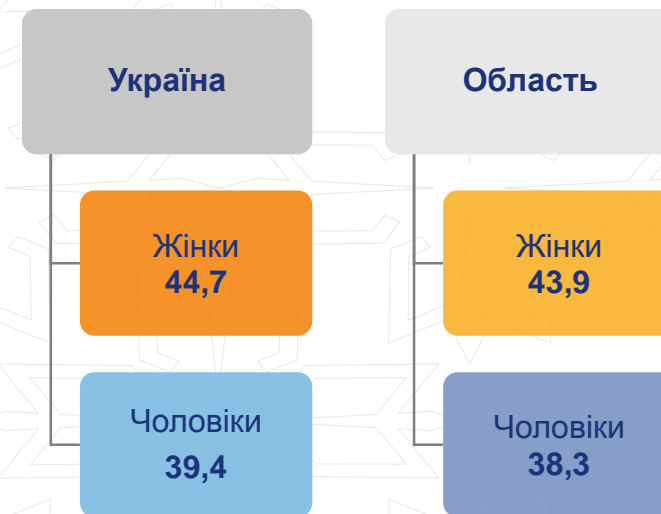 Україна
Жінки
44,7
Чоловіки
39,4
Область
Жінки
43,9
Чоловіки
38,3